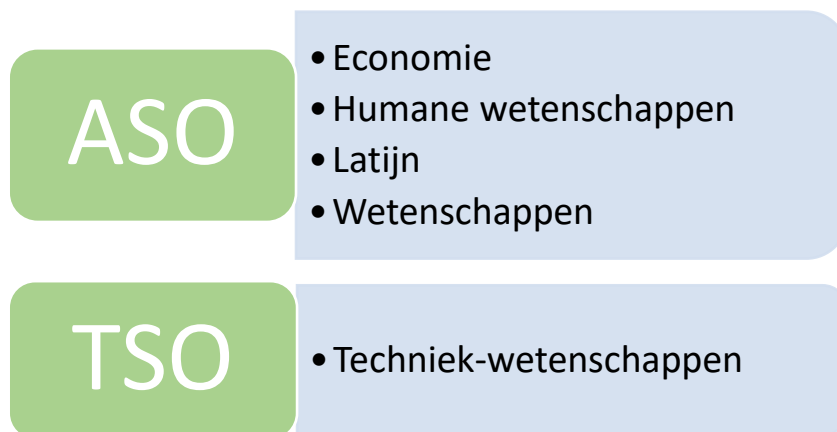 ASO
• Economie
• Humane wetenschappen
• Latijn
• Wetenschappen
TSO
• Techniek-wetenschappen